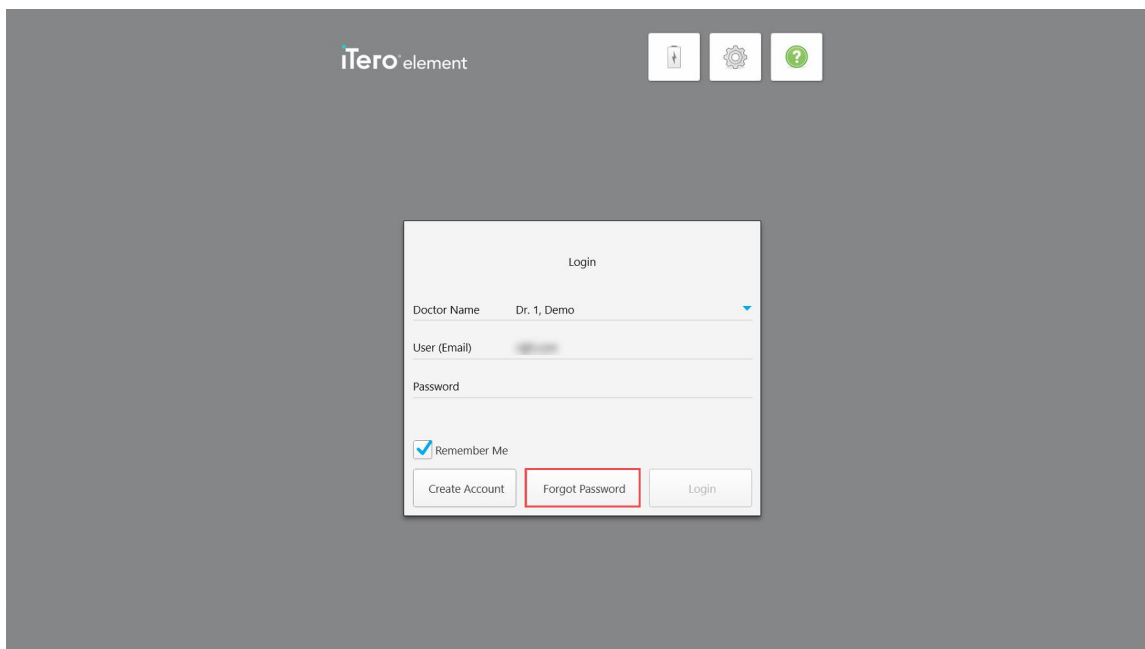 iTero element
?
Login
Doctor Name Dr. 1, Demo
User (Email)
Password
Remember Me
Create Account Forgot Password Login